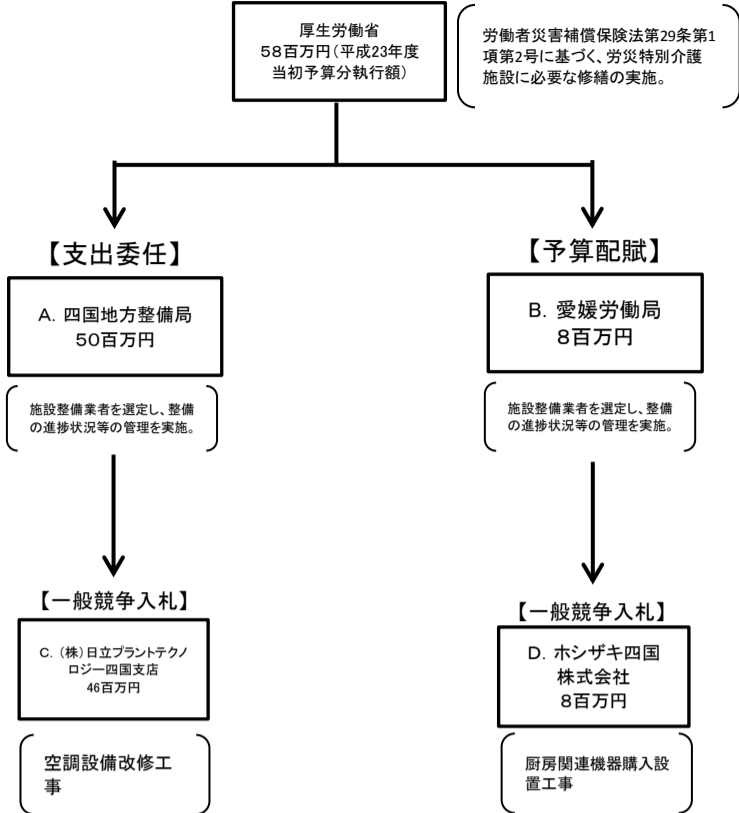 厚生労働省
58百万円(平成23年度
当初予算分執行額)
労働者災害補償保険法第29条第1
項第2号に基づく、労災特別介護
施設に必要な修繕の実施。
【支出委任】
【予算配賦】
A．四国地方整備局
50百万円
B．愛媛労働局
8百万円
施設整備業者を選定し、整備
の進捗状況等の管理を実施。
施設整備業者を選定し、整備
の進捗状況等の管理を実施。
【一般競争入札】
【一般競争入札】
C．(株)日立プラントテクノ
ロジー四国支店
46百万円
D．ホシザキ四国
株式会社
8百万円
空調設備改修工
事
厨房関連機器購入設
置工事